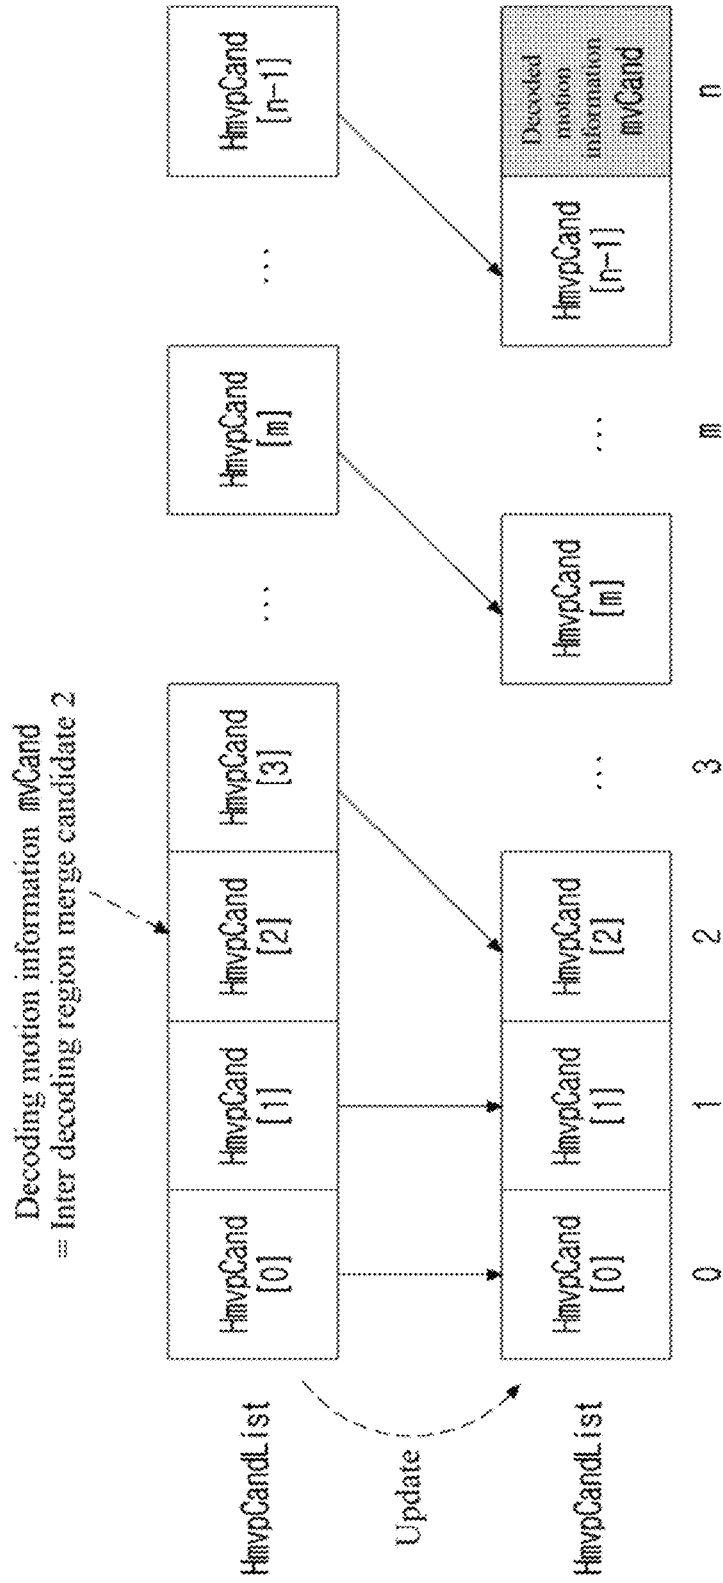 Decoding motion information mvCand
= Inter decoding region merge candidate 2
HmvpCandList
HmvpCand
[0]
HmvpCand
[1]
HmvpCand
[2]
HmvpCand
[3]
...
HmvpCand
[m]
...
HmvpCand
[n-1]
Update
HmvpCandList
HmvpCand
[0]
HmvpCand
[1]
HmvpCand
[2]
...
HmvpCand
[m]
...
HmvpCand
[n-1]
Decoded
motion
information
mvCand
0
1
2
3
m
n